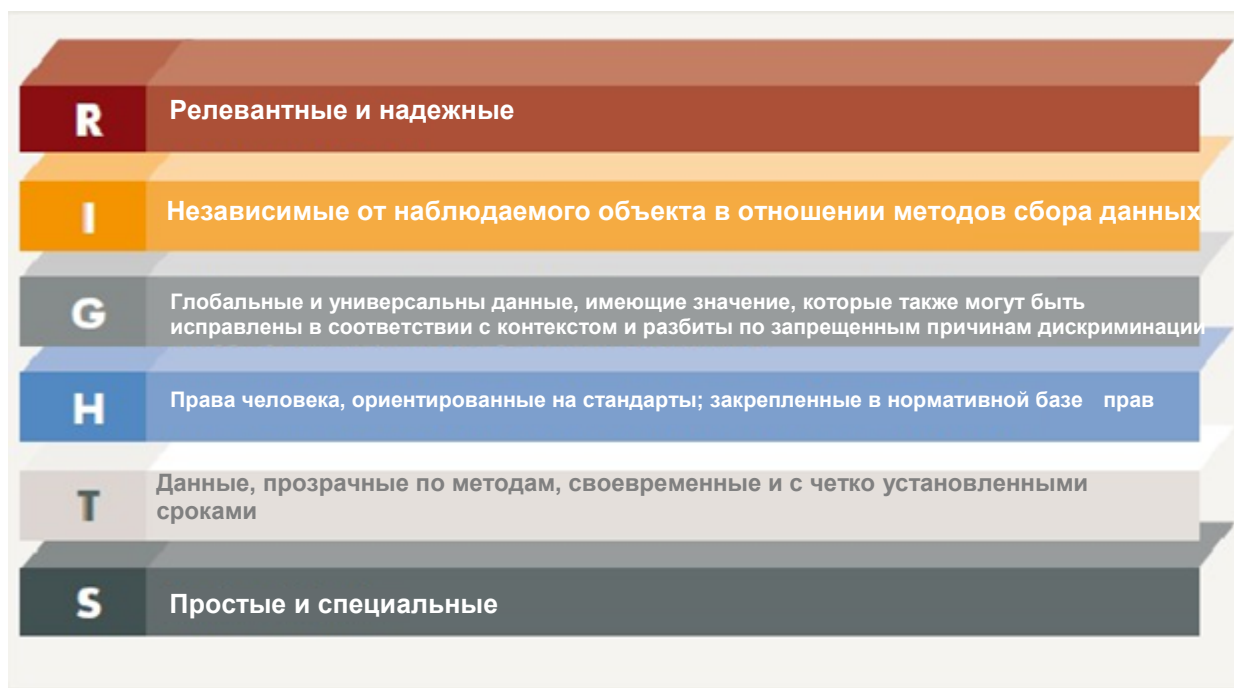 R
Релевантные и надежные
I
Независимые от наблюдаемого объекта в отношении методов сбора данных
G
Глобальные и универсальны данные, имеющие значение, которые также могут быть
исправлены в соответствии с контекстом и разбиты по запрещенным причинам дискриминации
H
Права человека, ориентированные на стандарты; закрепленные в нормативной базе прав
T
Данные, прозрачные по методам, своевременные и с четко установленными
сроками
S
Простые и специальные